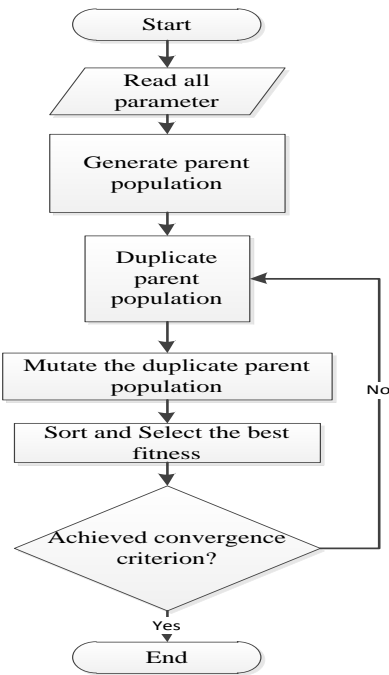 Start
Read all
parameter
Generate parent
population
Duplicate
parent
population
Mutate the duplicate parent
population
Sort and Select the best
fitness
Achieved convergence
criterion?
No
Yes
End